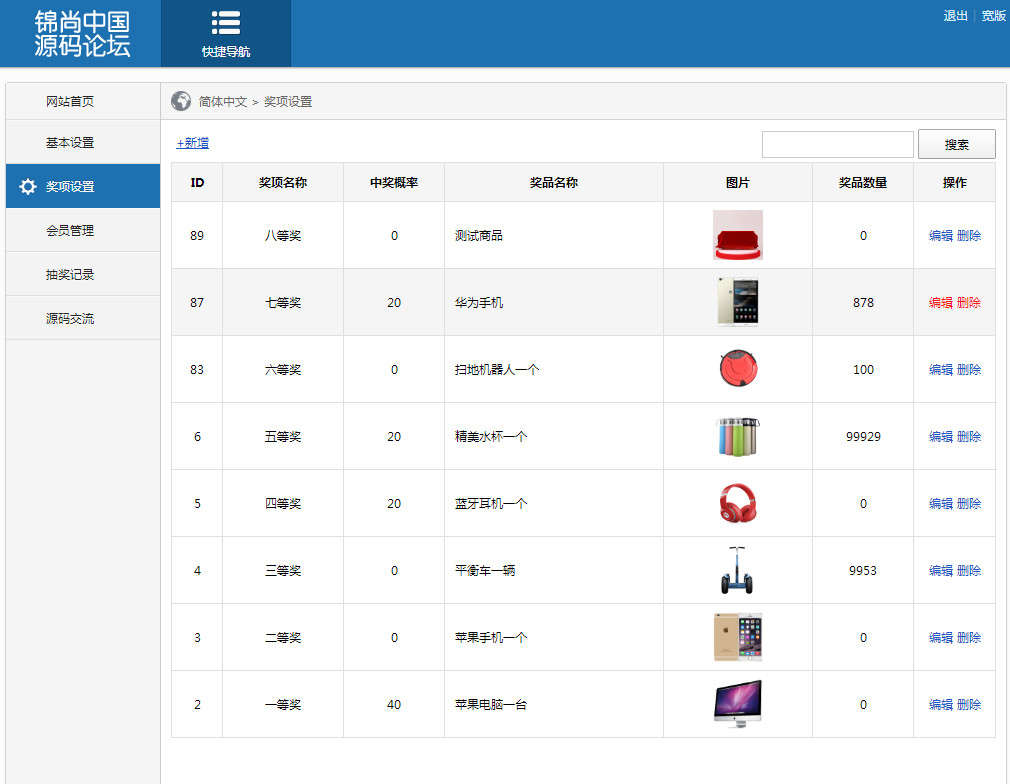 锦尚中国
源码论坛
快捷导航
退出 | 宽版
网站首页
基本设置
奖项设置
会员管理
抽奖记录
源码交流
简体中文 > 奖项设置
+新增
搜索
ID 奖项名称 中奖概率 奖品名称 图片 奖品数量 操作
89 八等奖 0 测试商品 0 编辑 删除
87 七等奖 20 华为手机 878 编辑 删除
83 六等奖 0 扫地机器人一个 100 编辑 删除
6 五等奖 20 精美水杯一个 99929 编辑 删除
5 四等奖 20 蓝牙耳机一个 0 编辑 删除
4 三等奖 0 平衡车一辆 9953 编辑 删除
3 二等奖 0 苹果手机一个 0 编辑 删除
2 一等奖 40 苹果电脑一台 0 编辑 删除